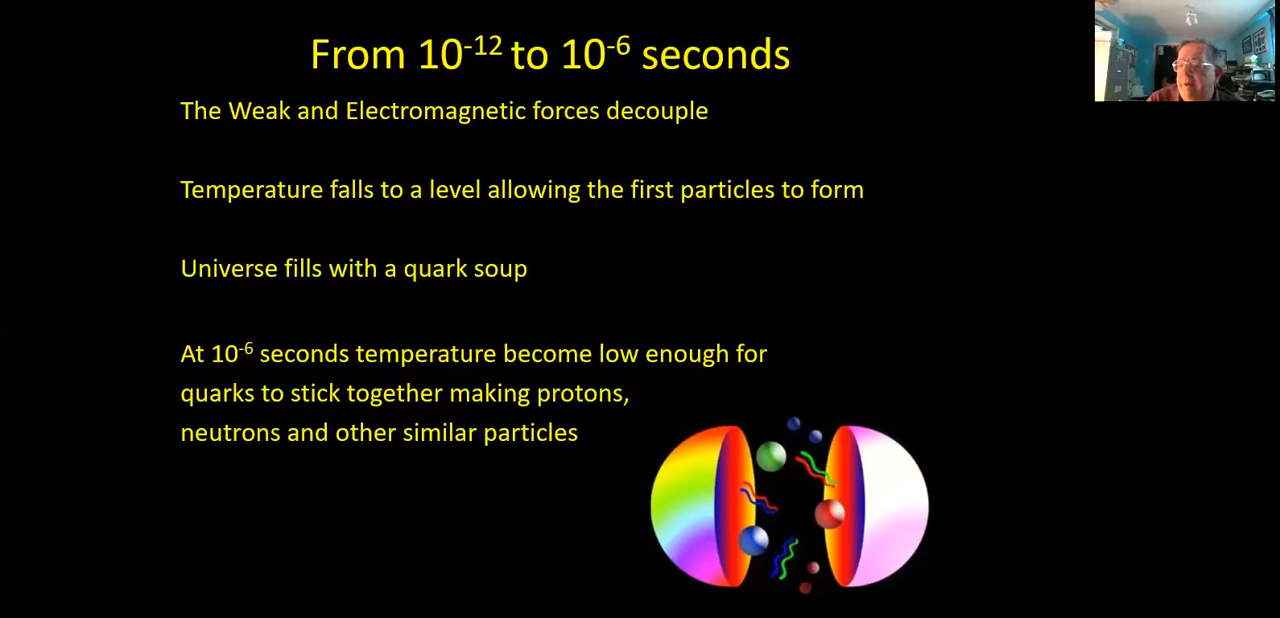 From 10⁻¹² to 10⁻⁶ seconds
The Weak and Electromagnetic forces decouple
Temperature falls to a level allowing the first particles to form
Universe fills with a quark soup
At 10⁻⁶ seconds temperature become low enough for
quarks to stick together making protons,
neutrons and other similar particles